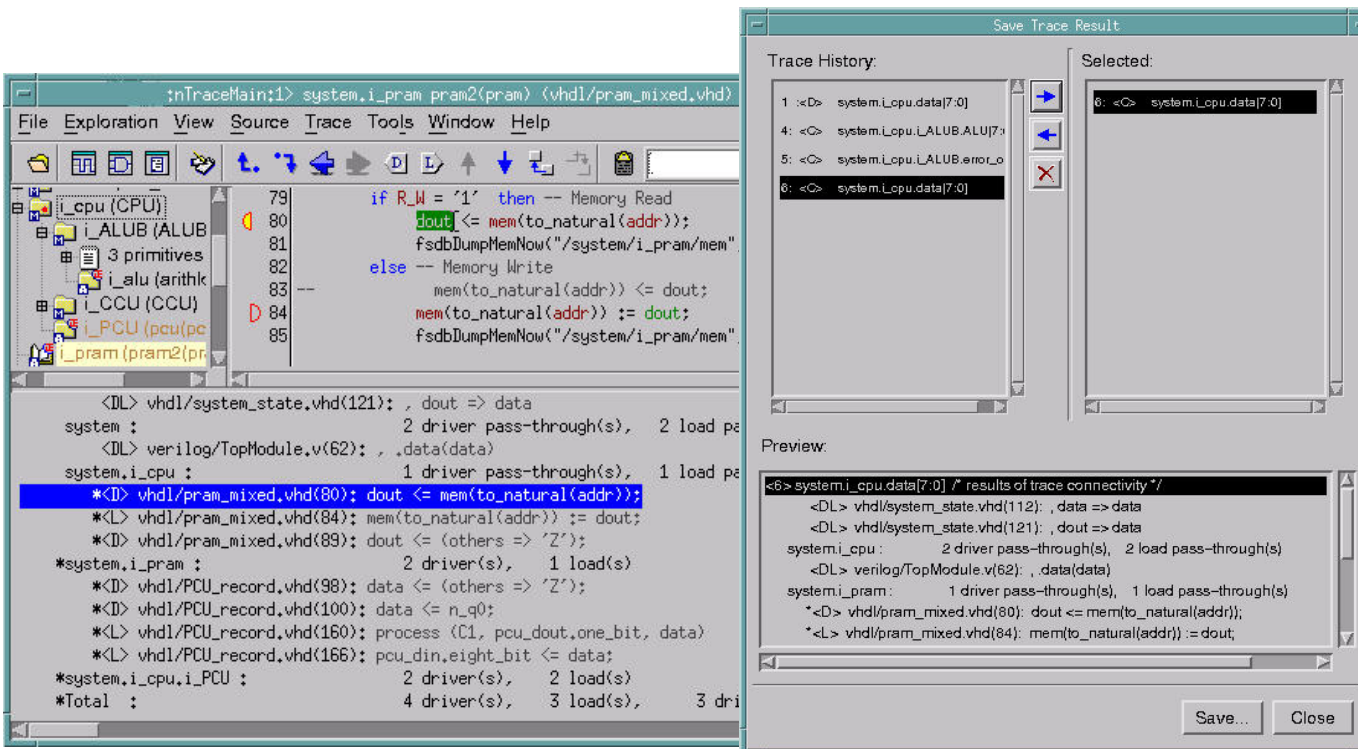 ;nTraceMain:1> system.i_pram pram2(pram) (vhdl/pram_mixed.vhd)
File Exploration View Source Trace Tools Window Help
i_cpu (CPU)
i_ALUB (ALUB
3 primitives
i_alu (arithlc
i_CCU (CCU)
i_PCU (pcu(pc
i_pram (pram2(pr
79 if R_W = '1' then -- Memory Read
80 dout <= mem(to_natural(addr));
81 fsdbDumpMemNow("/system/i_pram/mem"
82 else -- Memory Write
83 -- mem(to_natural(addr)) <= dout;
84 mem(to_natural(addr)) := dout;
85 fsdbDumpMemNow("/system/i_pram/mem"
<DL> vhdl/system_state.vhd(121): , dout => data
system : 2 driver pass-through(s), 2 load pa
<DL> verilog/TopModule.v(62): , .data(data)
system.i_cpu : 1 driver pass-through(s), 1 load pa
*<D> vhdl/pram_mixed.vhd(80): dout <= mem(to_natural(addr));
*<L> vhdl/pram_mixed.vhd(84): mem(to_natural(addr)) := dout;
*<D> vhdl/pram_mixed.vhd(89): dout <= (others => 'Z');
*system.i_pram : 2 driver(s), 1 load(s)
*<D> vhdl/PCU_record.vhd(98): data <= (others => 'Z');
*<D> vhdl/PCU_record.vhd(100): data <= n_q0;
*<L> vhdl/PCU_record.vhd(160): process (C1, pcu_dout.one_bit, data)
*<L> vhdl/PCU_record.vhd(166): pcu_din.eight_bit <= data;
*system.i_cpu.i_PCU : 2 driver(s), 2 load(s)
*Total : 4 driver(s), 3 load(s), 3 dri
Save Trace Result
Trace History:
1 :<D> system.i_cpu.data[7:0]
4: <C> system.i_cpu.i_ALUB.ALU[7:
5: <C> system.i_cpu.i_ALUB.error_o
6: <C> system.i_cpu.data[7:0]
Selected:
6: <C> system.i_cpu.data[7:0]
Preview:
<6> system.i_cpu.data[7:0] /* results of trace connectivity */
<DL> vhdl/system_state.vhd(112): , data => data
<DL> vhdl/system_state.vhd(121): , dout => data
system.i_cpu : 2 driver pass-through(s), 2 load pass-through(s)
<DL> verilog/TopModule.v(62): , .data(data)
system.i_pram : 1 driver pass-through(s), 1 load pass-through(s)
*<D> vhdl/pram_mixed.vhd(80): dout <= mem(to_natural(addr));
*<L> vhdl/pram_mixed.vhd(84): mem(to_natural(addr)) := dout;
Save... Close